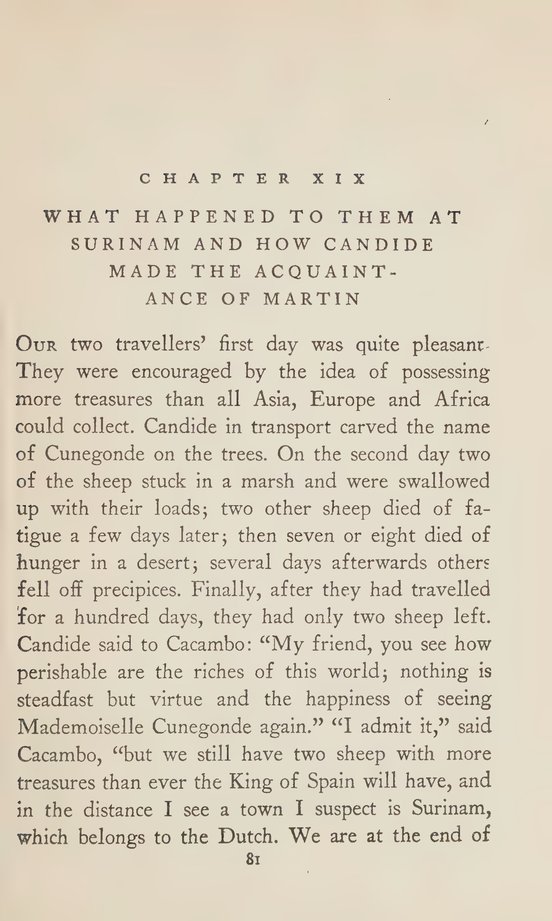 CHAPTER XIX
WHAT HAPPENED TO THEM AT
SURINAM AND HOW CANDIDE
MADE THE ACQUAINT-
ANCE OF MARTIN
OUR two travellers’ first day was quite pleasant.
They were encouraged by the idea of possessing
more treasures than all Asia, Europe and Africa
could collect. Candide in transport carved the name
of Cunegonde on the trees. On the second day two
of the sheep stuck in a marsh and were swallowed
up with their loads; two other sheep died of fa-
tigue a few days later; then seven or eight died of
hunger in a desert; several days afterwards others
fell off precipices. Finally, after they had travelled
for a hundred days, they had only two sheep left.
Candide said to Cacambo: “My friend, you see how
perishable are the riches of this world; nothing is
steadfast but virtue and the happiness of seeing
Mademoiselle Cunegonde again.” “I admit it,” said
Cacambo, “but we still have two sheep with more
treasures than ever the King of Spain will have, and
in the distance I see a town I suspect is Surinam,
which belongs to the Dutch. We are at the end of
81